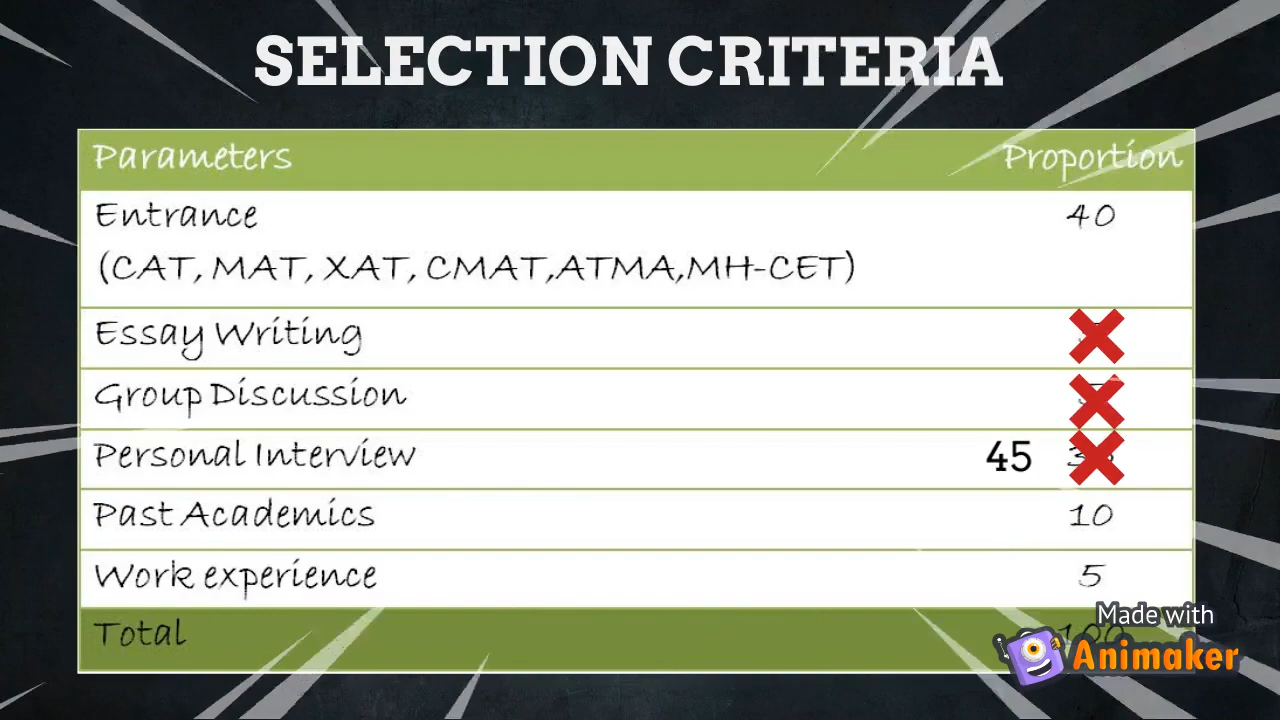 SELECTION CRITERIA
Parameters Proportion
Entrance 40
(CAT, MAT, XAT, CMAT,ATMA,MH-CET)
Essay Writing
Group Discussion
Personal Interview 45
Past Academics 10
Work experience 5
Total 100
Made with
Animaker